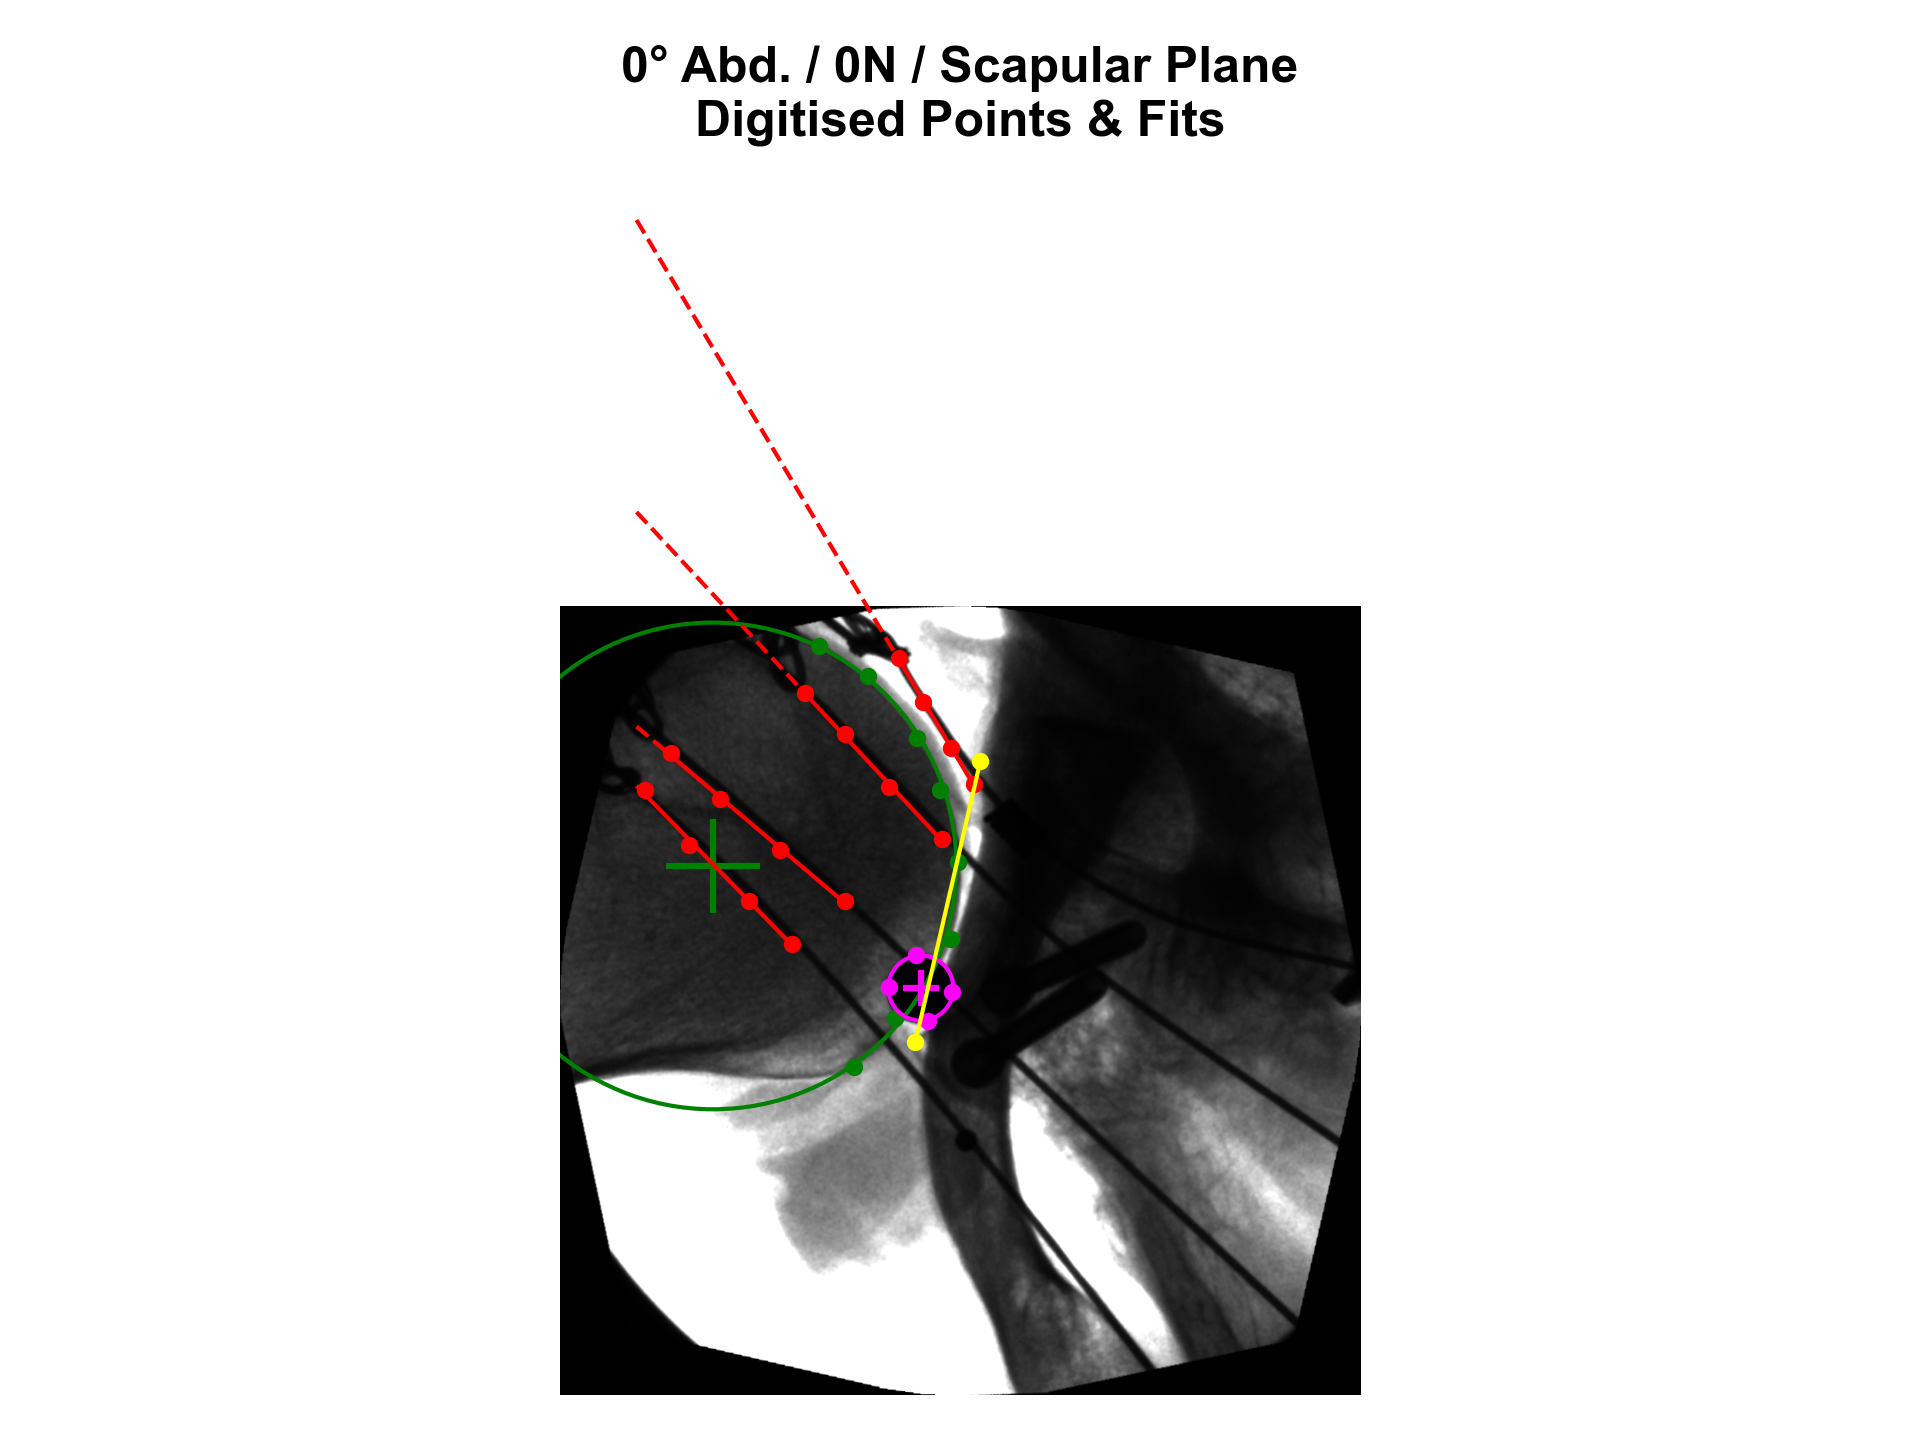 0° Abd. / 0N / Scapular Plane
Digitised Points & Fits